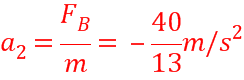 a₂ = F_B / m = − 40/13 m/s²